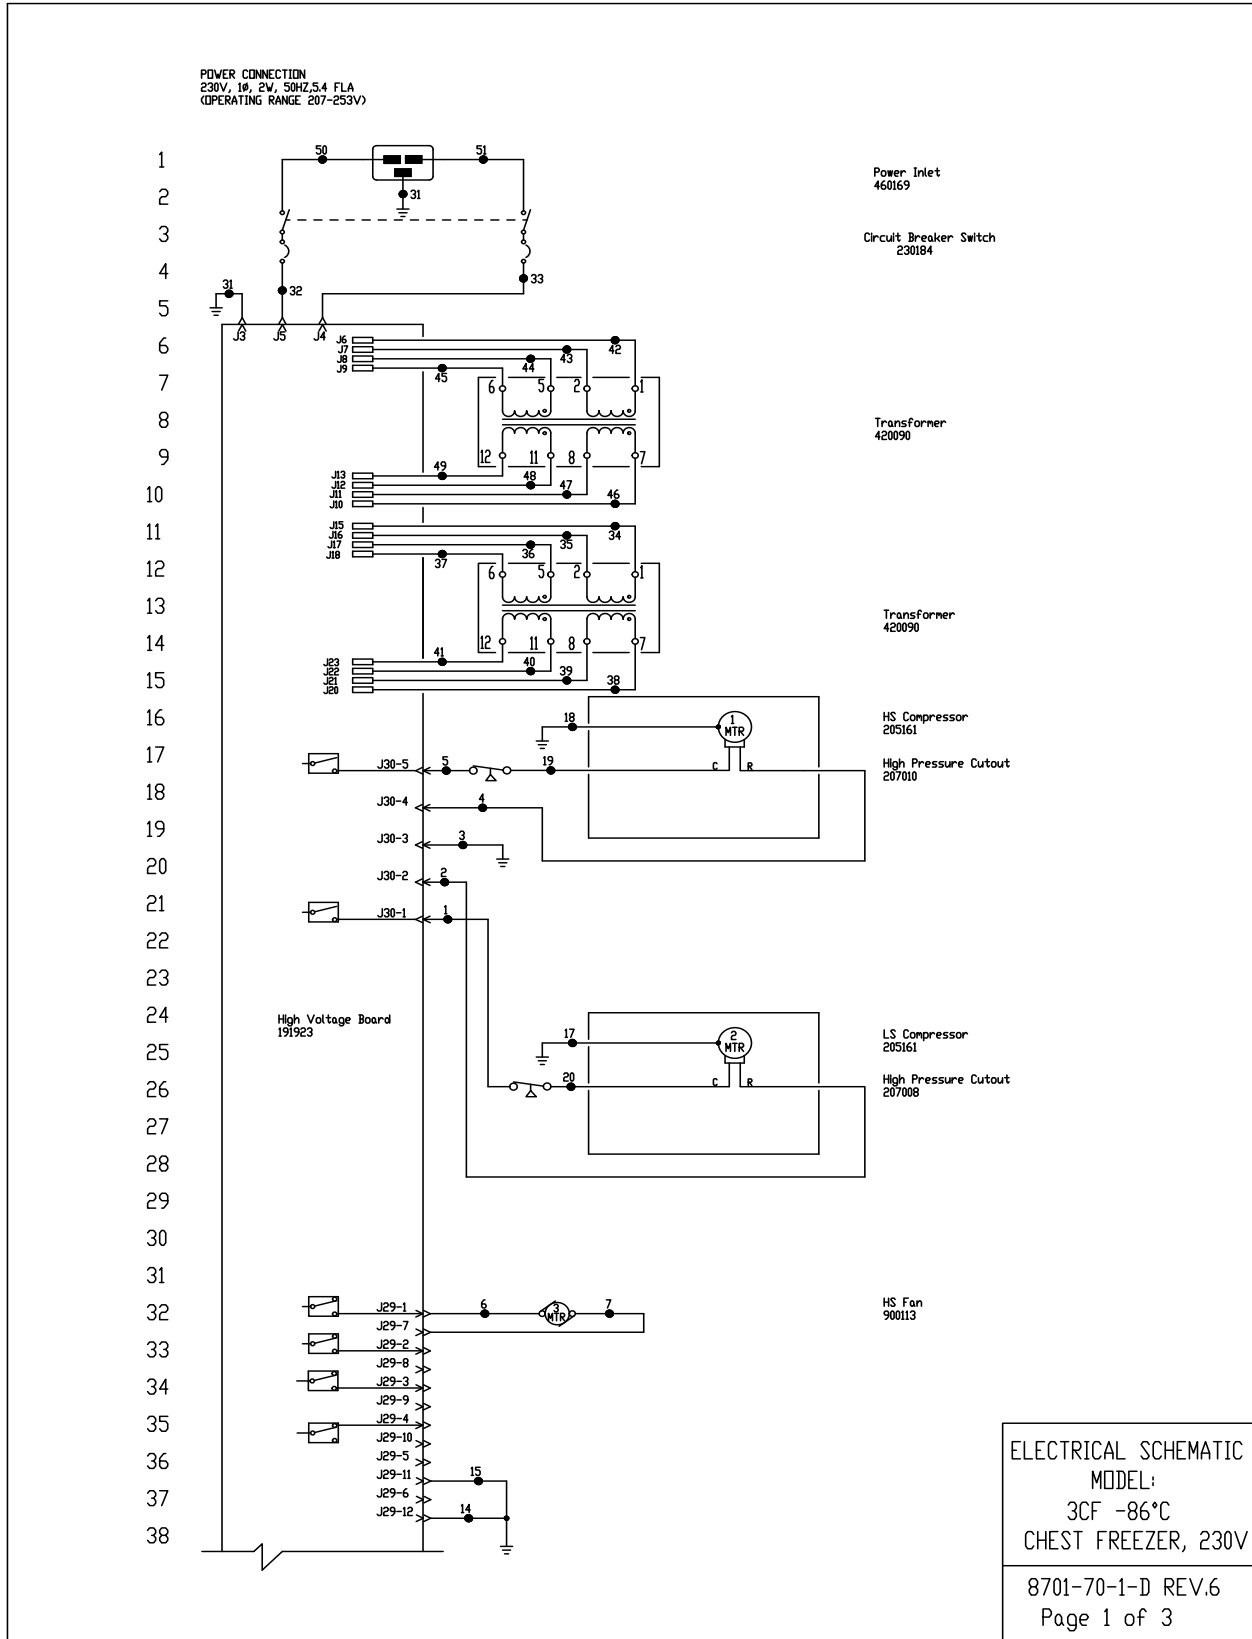 POWER CONNECTION
230V, 1ø, 2W, 50HZ,5.4 FLA
(OPERATING RANGE 207-253V)
1
50
51
Power Inlet
460169
2
31
3
Circuit Breaker Switch
230184
4
31
32
33
5
J3
J5
J4
6
J6
42
J7
43
J8
44
J9
45
7
6
5
2
1
8
Transformer
420090
9
12
11
8
7
J13
49
J12
48
10
J11
47
J10
46
11
J15
34
J16
35
J17
36
J18
37
12
6
5
2
1
13
Transformer
420090
14
12
11
8
7
J23
41
J22
40
15
J21
39
J20
38
16
18
1
MTR
HS Compressor
205161
17
J30-5
5
19
C
R
High Pressure Cutout
207010
18
J30-4
4
19
J30-3
3
20
J30-2
2
21
J30-1
1
22
23
24
High Voltage Board
191923
17
2
MTR
LS Compressor
205161
25
26
20
C
R
High Pressure Cutout
207008
27
28
29
30
31
32
J29-1
6
3
MTR
7
HS Fan
900113
J29-7
33
J29-2
J29-8
34
J29-3
J29-9
35
J29-4
J29-10
36
J29-5
J29-11
15
37
J29-6
J29-12
14
38
ELECTRICAL SCHEMATIC
MODEL:
3CF -86°C
CHEST FREEZER, 230V
8701-70-1-D REV.6
Page 1 of 3